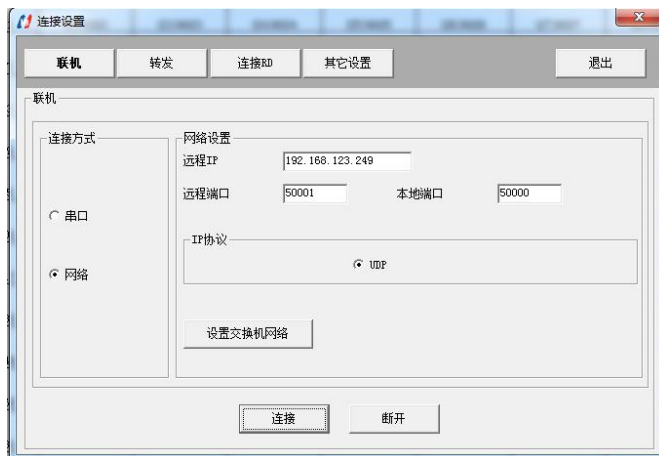 连接设置
联机 转发 连接RD 其它设置 退出
联机
连接方式
串口
网络
网络设置
远程IP 192.168.123.249
远程端口 50001 本地端口 50000
IP协议
UDP
设置交换机网络
连接 断开